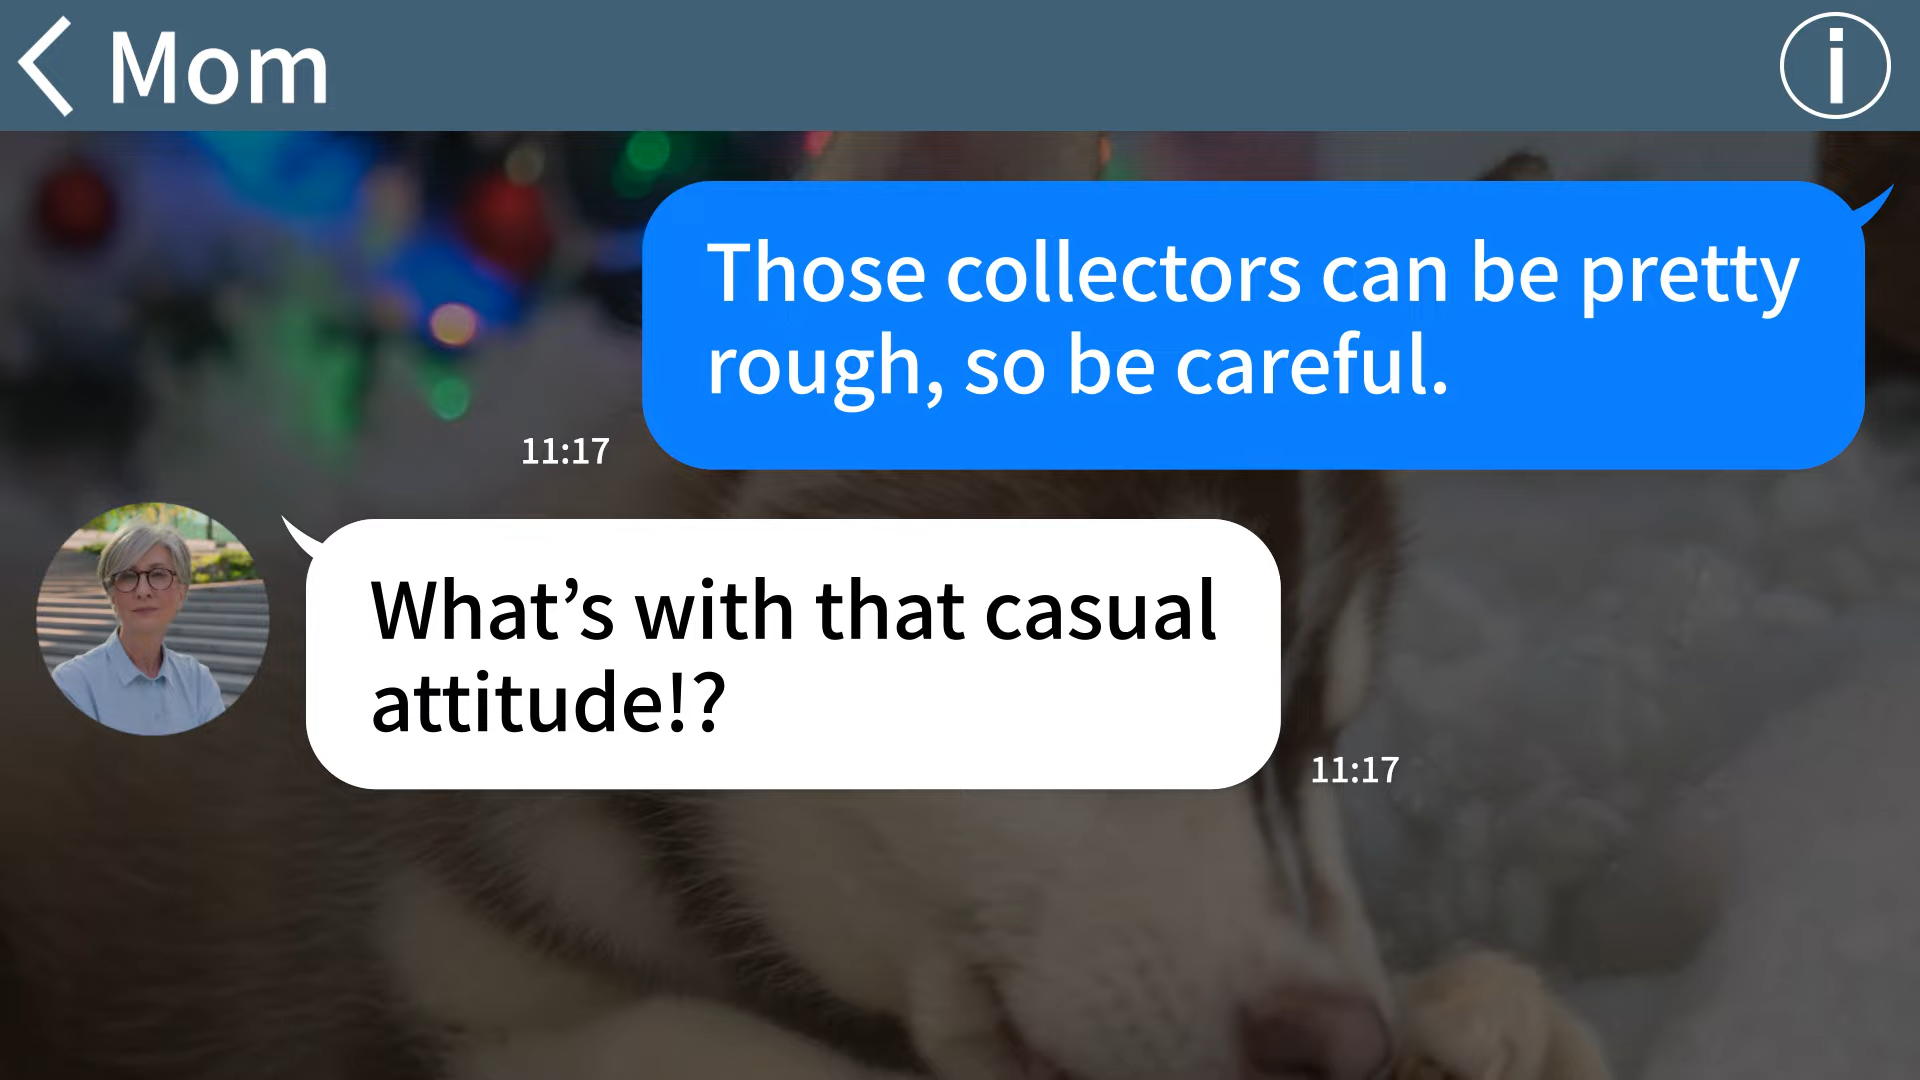 Mom
i
Those collectors can be pretty
rough, so be careful.
11:17
What’s with that casual
attitude!?
11:17